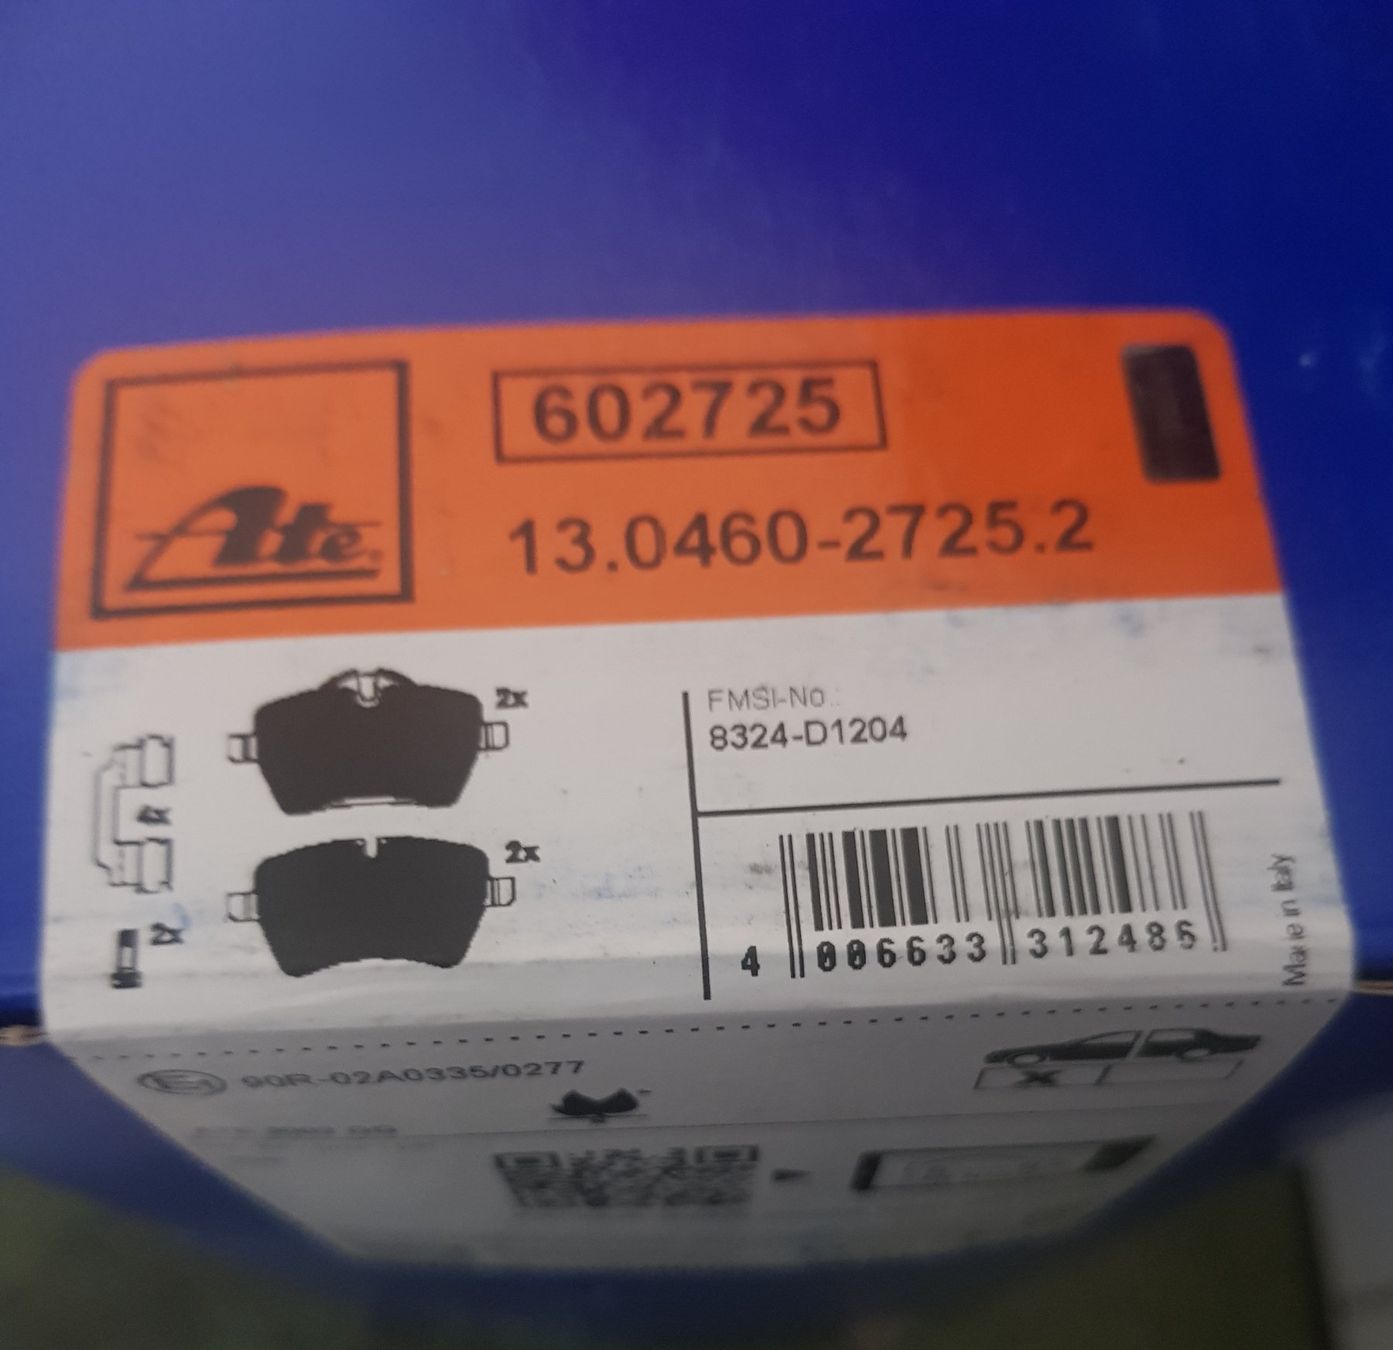 Ate
602725
13.0460-2725.2
2x
2x
4x
2x
FMSI-No.:
8324-D1204
4 006633 312486
Made in Italy
E1 90R-02A0335/0277
X